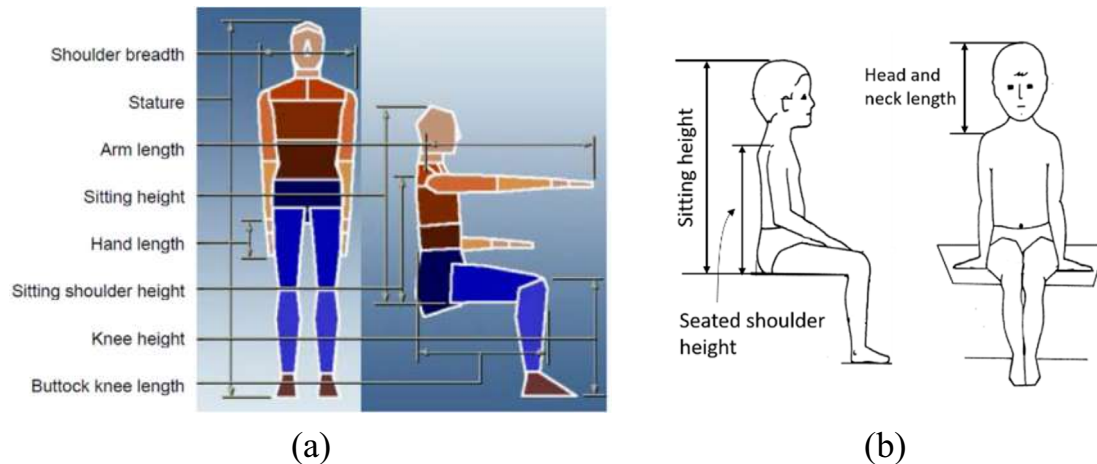 Shoulder breadth
Stature
Arm length
Sitting height
Hand length
Sitting shoulder height
Knee height
Buttock knee length
(a)
Sitting height
Seated shoulder
height
Head and
neck length
(b)